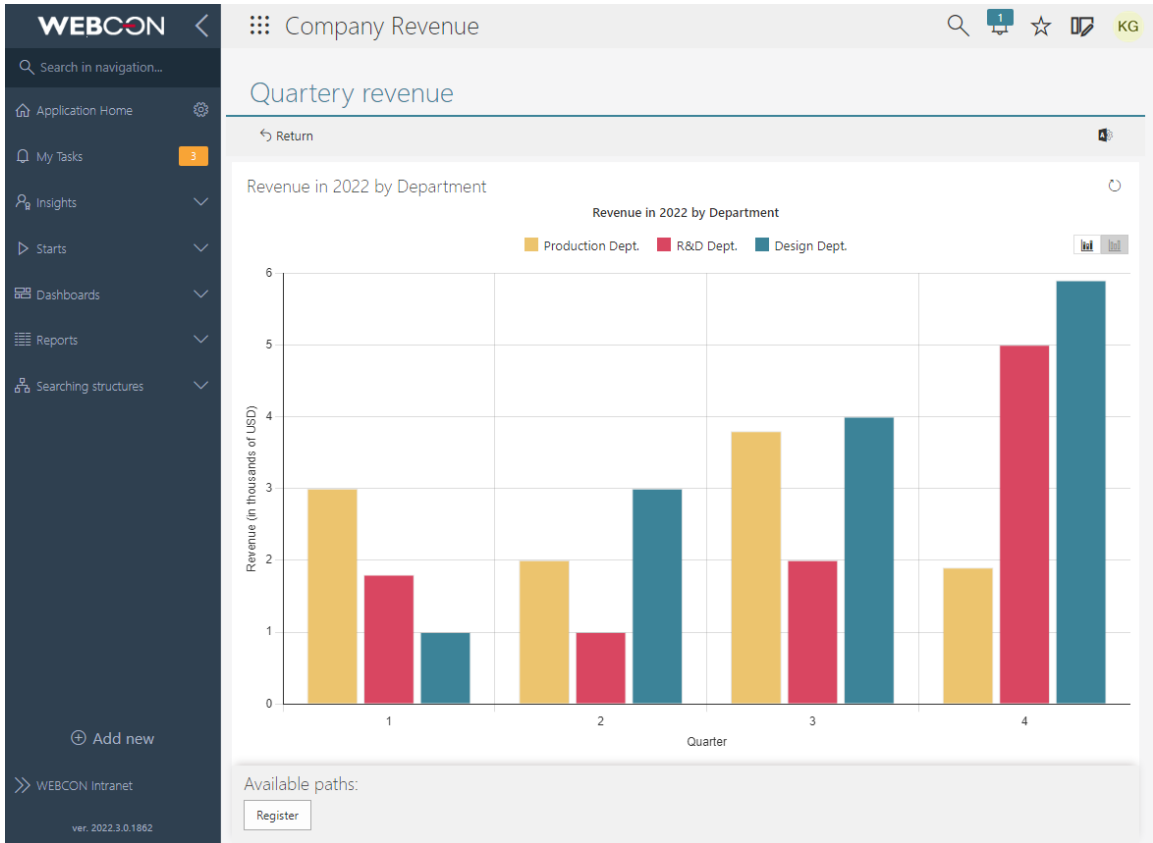 WEBCON
Company Revenue
1
KG
Search in navigation...
Application Home
My Tasks
3
Insights
Starts
Dashboards
Reports
Searching structures
Add new
WEBCON Intranet
ver. 2022.3.0.1862
Quartery revenue
Return
Revenue in 2022 by Department
Revenue in 2022 by Department
Production Dept.
R&D Dept.
Design Dept.
Revenue (in thousands of USD)
6
5
4
3
2
1
0
1
2
3
4
Quarter
Available paths:
Register